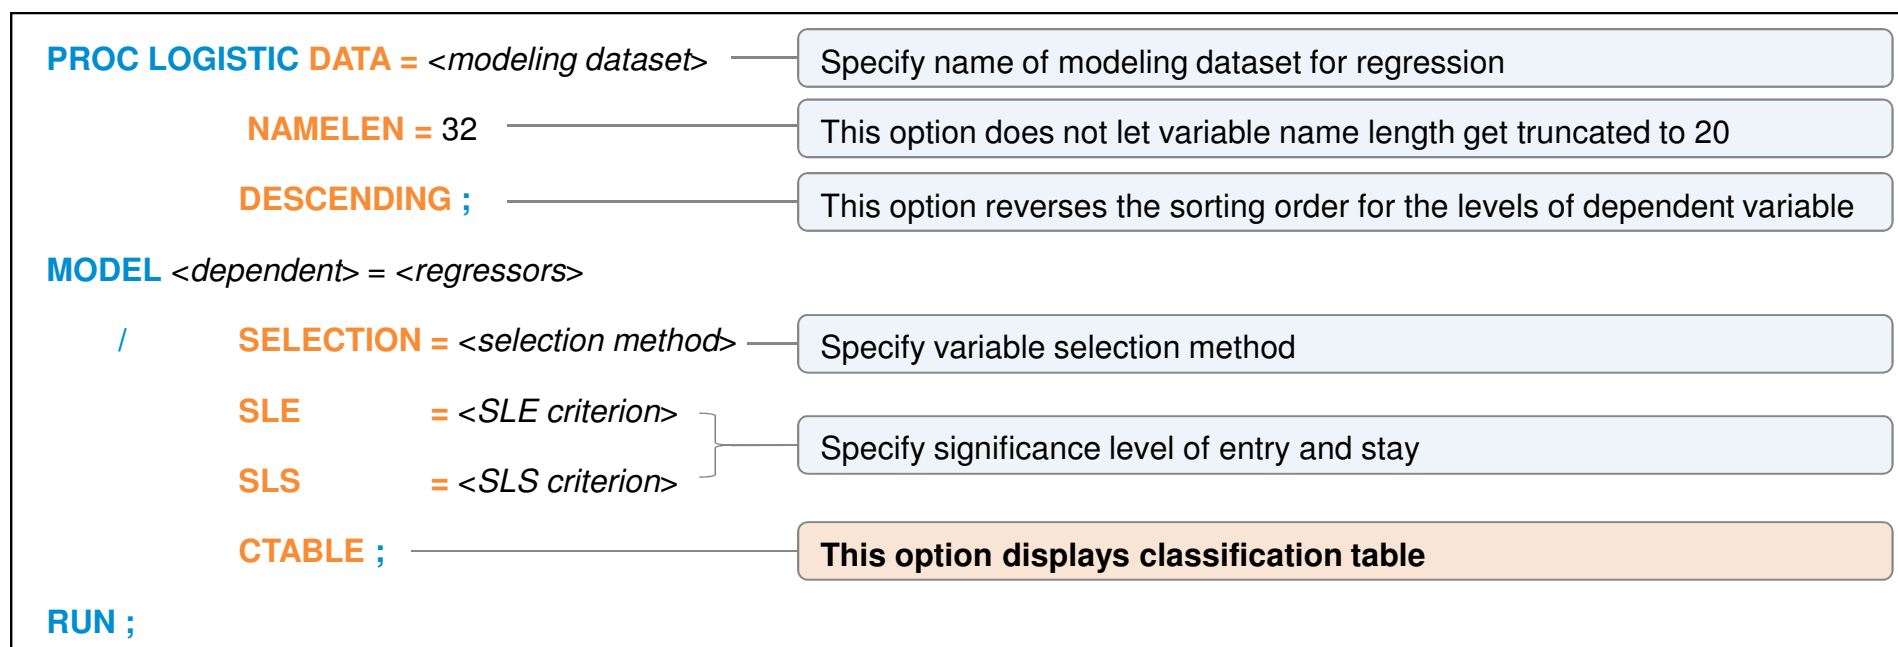 PROC LOGISTIC DATA = <modeling dataset> Specify name of modeling dataset for regression
NAMELEN = 32 This option does not let variable name length get truncated to 20
DESCENDING ; This option reverses the sorting order for the levels of dependent variable
MODEL <dependent> = <regressors>
/ SELECTION = <selection method> Specify variable selection method
SLE = <SLE criterion>
Specify significance level of entry and stay
SLS = <SLS criterion>
CTABLE ; This option displays classification table
RUN ;